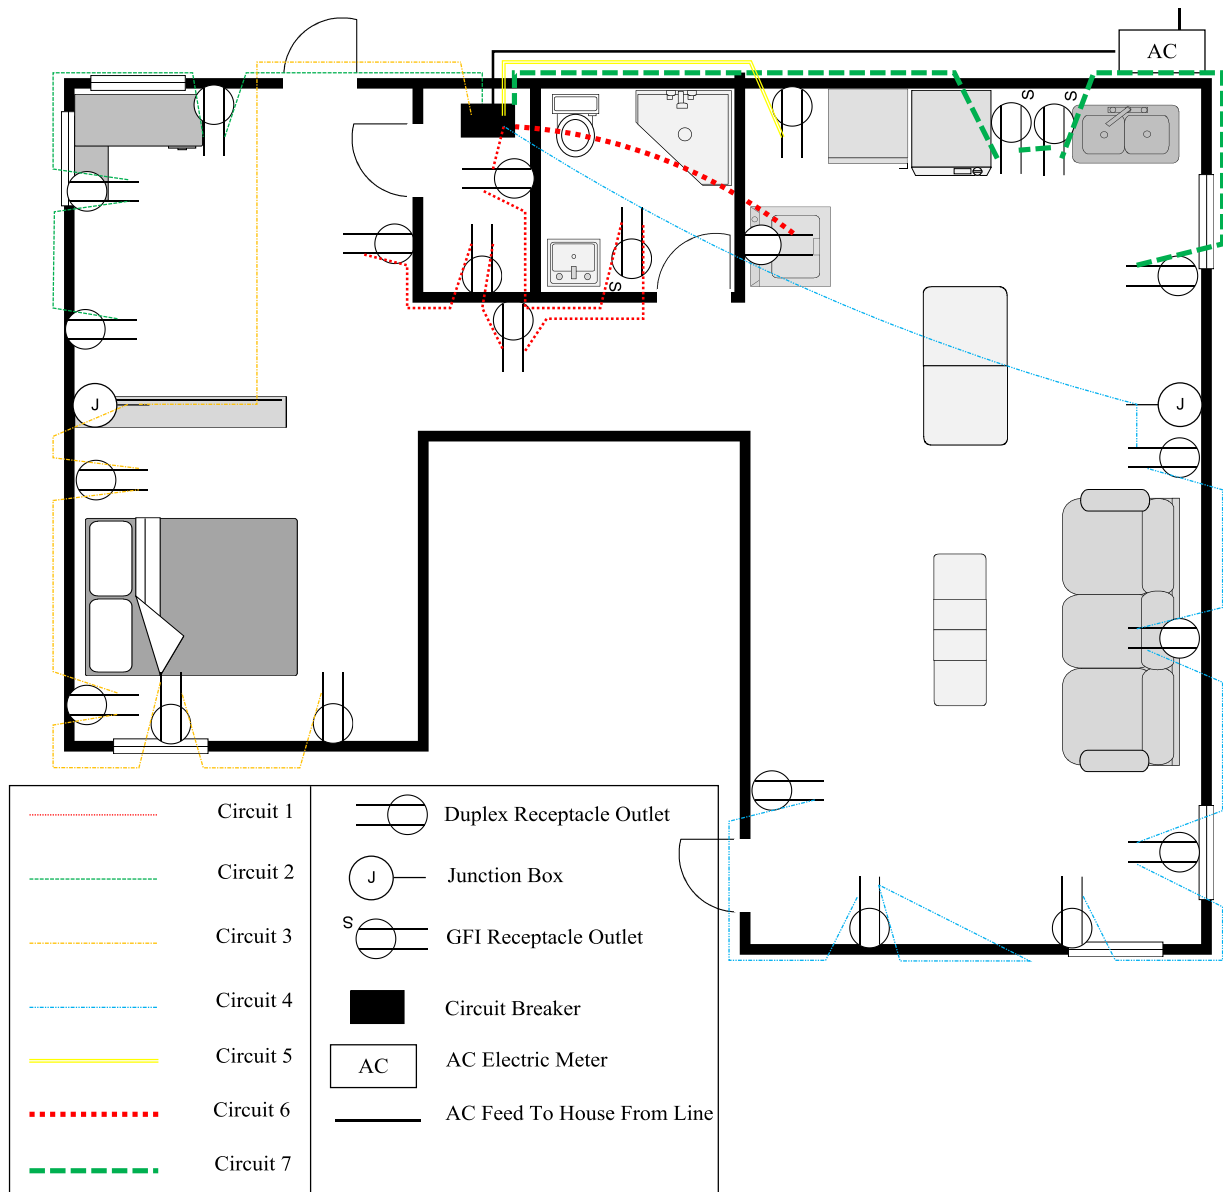 AC
S
S
S
J
J
Circuit 1
Circuit 2
Circuit 3
Circuit 4
Circuit 5
Circuit 6
Circuit 7
Duplex Receptacle Outlet
J
Junction Box
S
GFI Receptacle Outlet
Circuit Breaker
AC
AC Electric Meter
AC Feed To House From Line